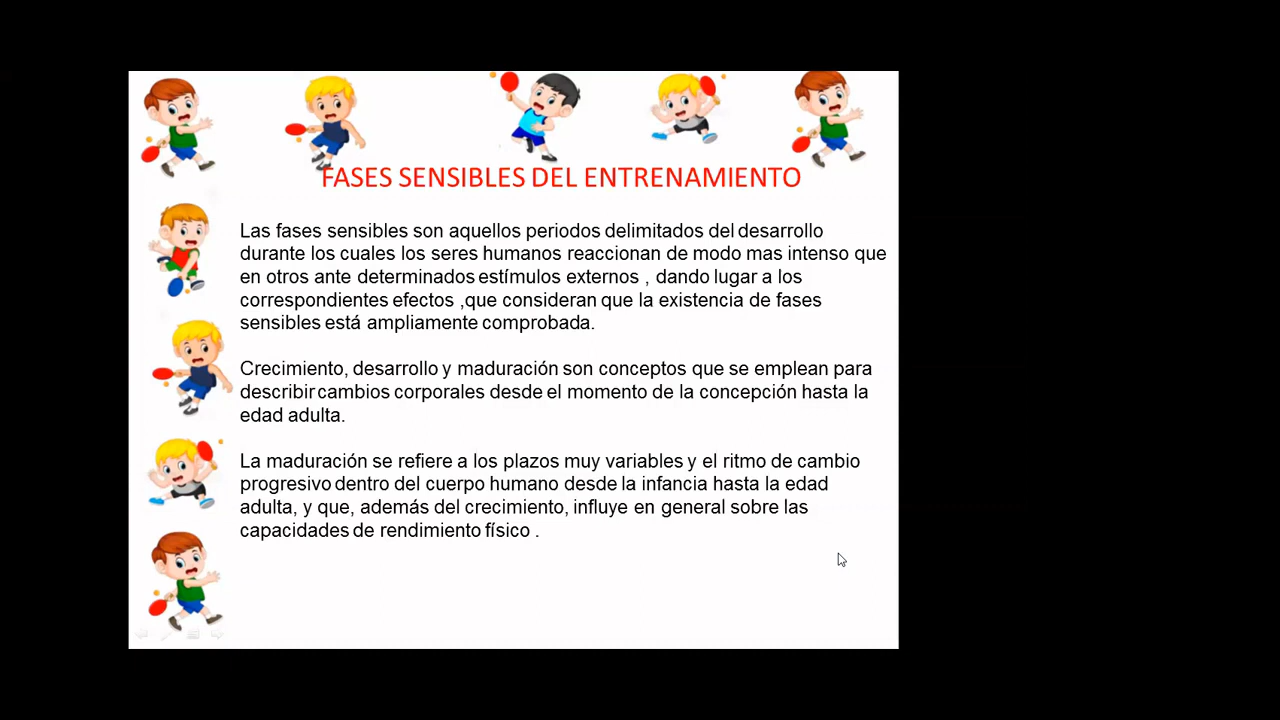 FASES SENSIBLES DEL ENTRENAMIENTO
Las fases sensibles son aquellos periodos delimitados del desarrollo
durante los cuales los seres humanos reaccionan de modo mas intenso que
en otros ante determinados estímulos externos , dando lugar a los
correspondientes efectos ,que consideran que la existencia de fases
sensibles está ampliamente comprobada.
Crecimiento, desarrollo y maduración son conceptos que se emplean para
describir cambios corporales desde el momento de la concepción hasta la
edad adulta.
La maduración se refiere a los plazos muy variables y el ritmo de cambio
progresivo dentro del cuerpo humano desde la infancia hasta la edad
adulta, y que, además del crecimiento, influye en general sobre las
capacidades de rendimiento físico .